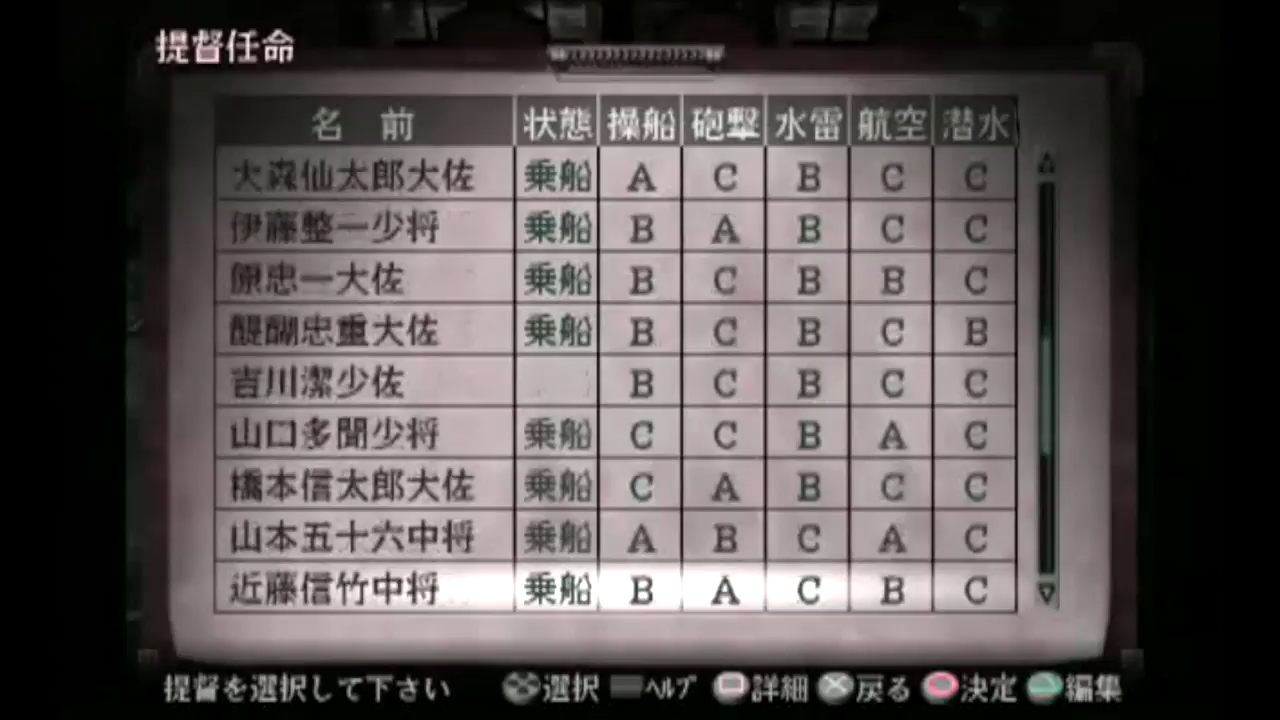 提督任命
名 前 状態 操船 砲撃 水雷 航空 潜水
大森仙太郎大佐 乗船 A C B C C
伊藤整一少将 乗船 B A B C C
原忠一大佐 乗船 B C B B C
醍醐忠重大佐 乗船 B C B C B
吉川潔少佐 B C B C C
山口多聞少将 乗船 C C B A C
橋本信太郎大佐 乗船 C A B C C
山本五十六中将 乗船 A B C A C
近藤信竹中将 乗船 B A C B C
提督を選択して下さい 選択 ﾍﾙﾌﾟ 詳細 戻る 決定 編集